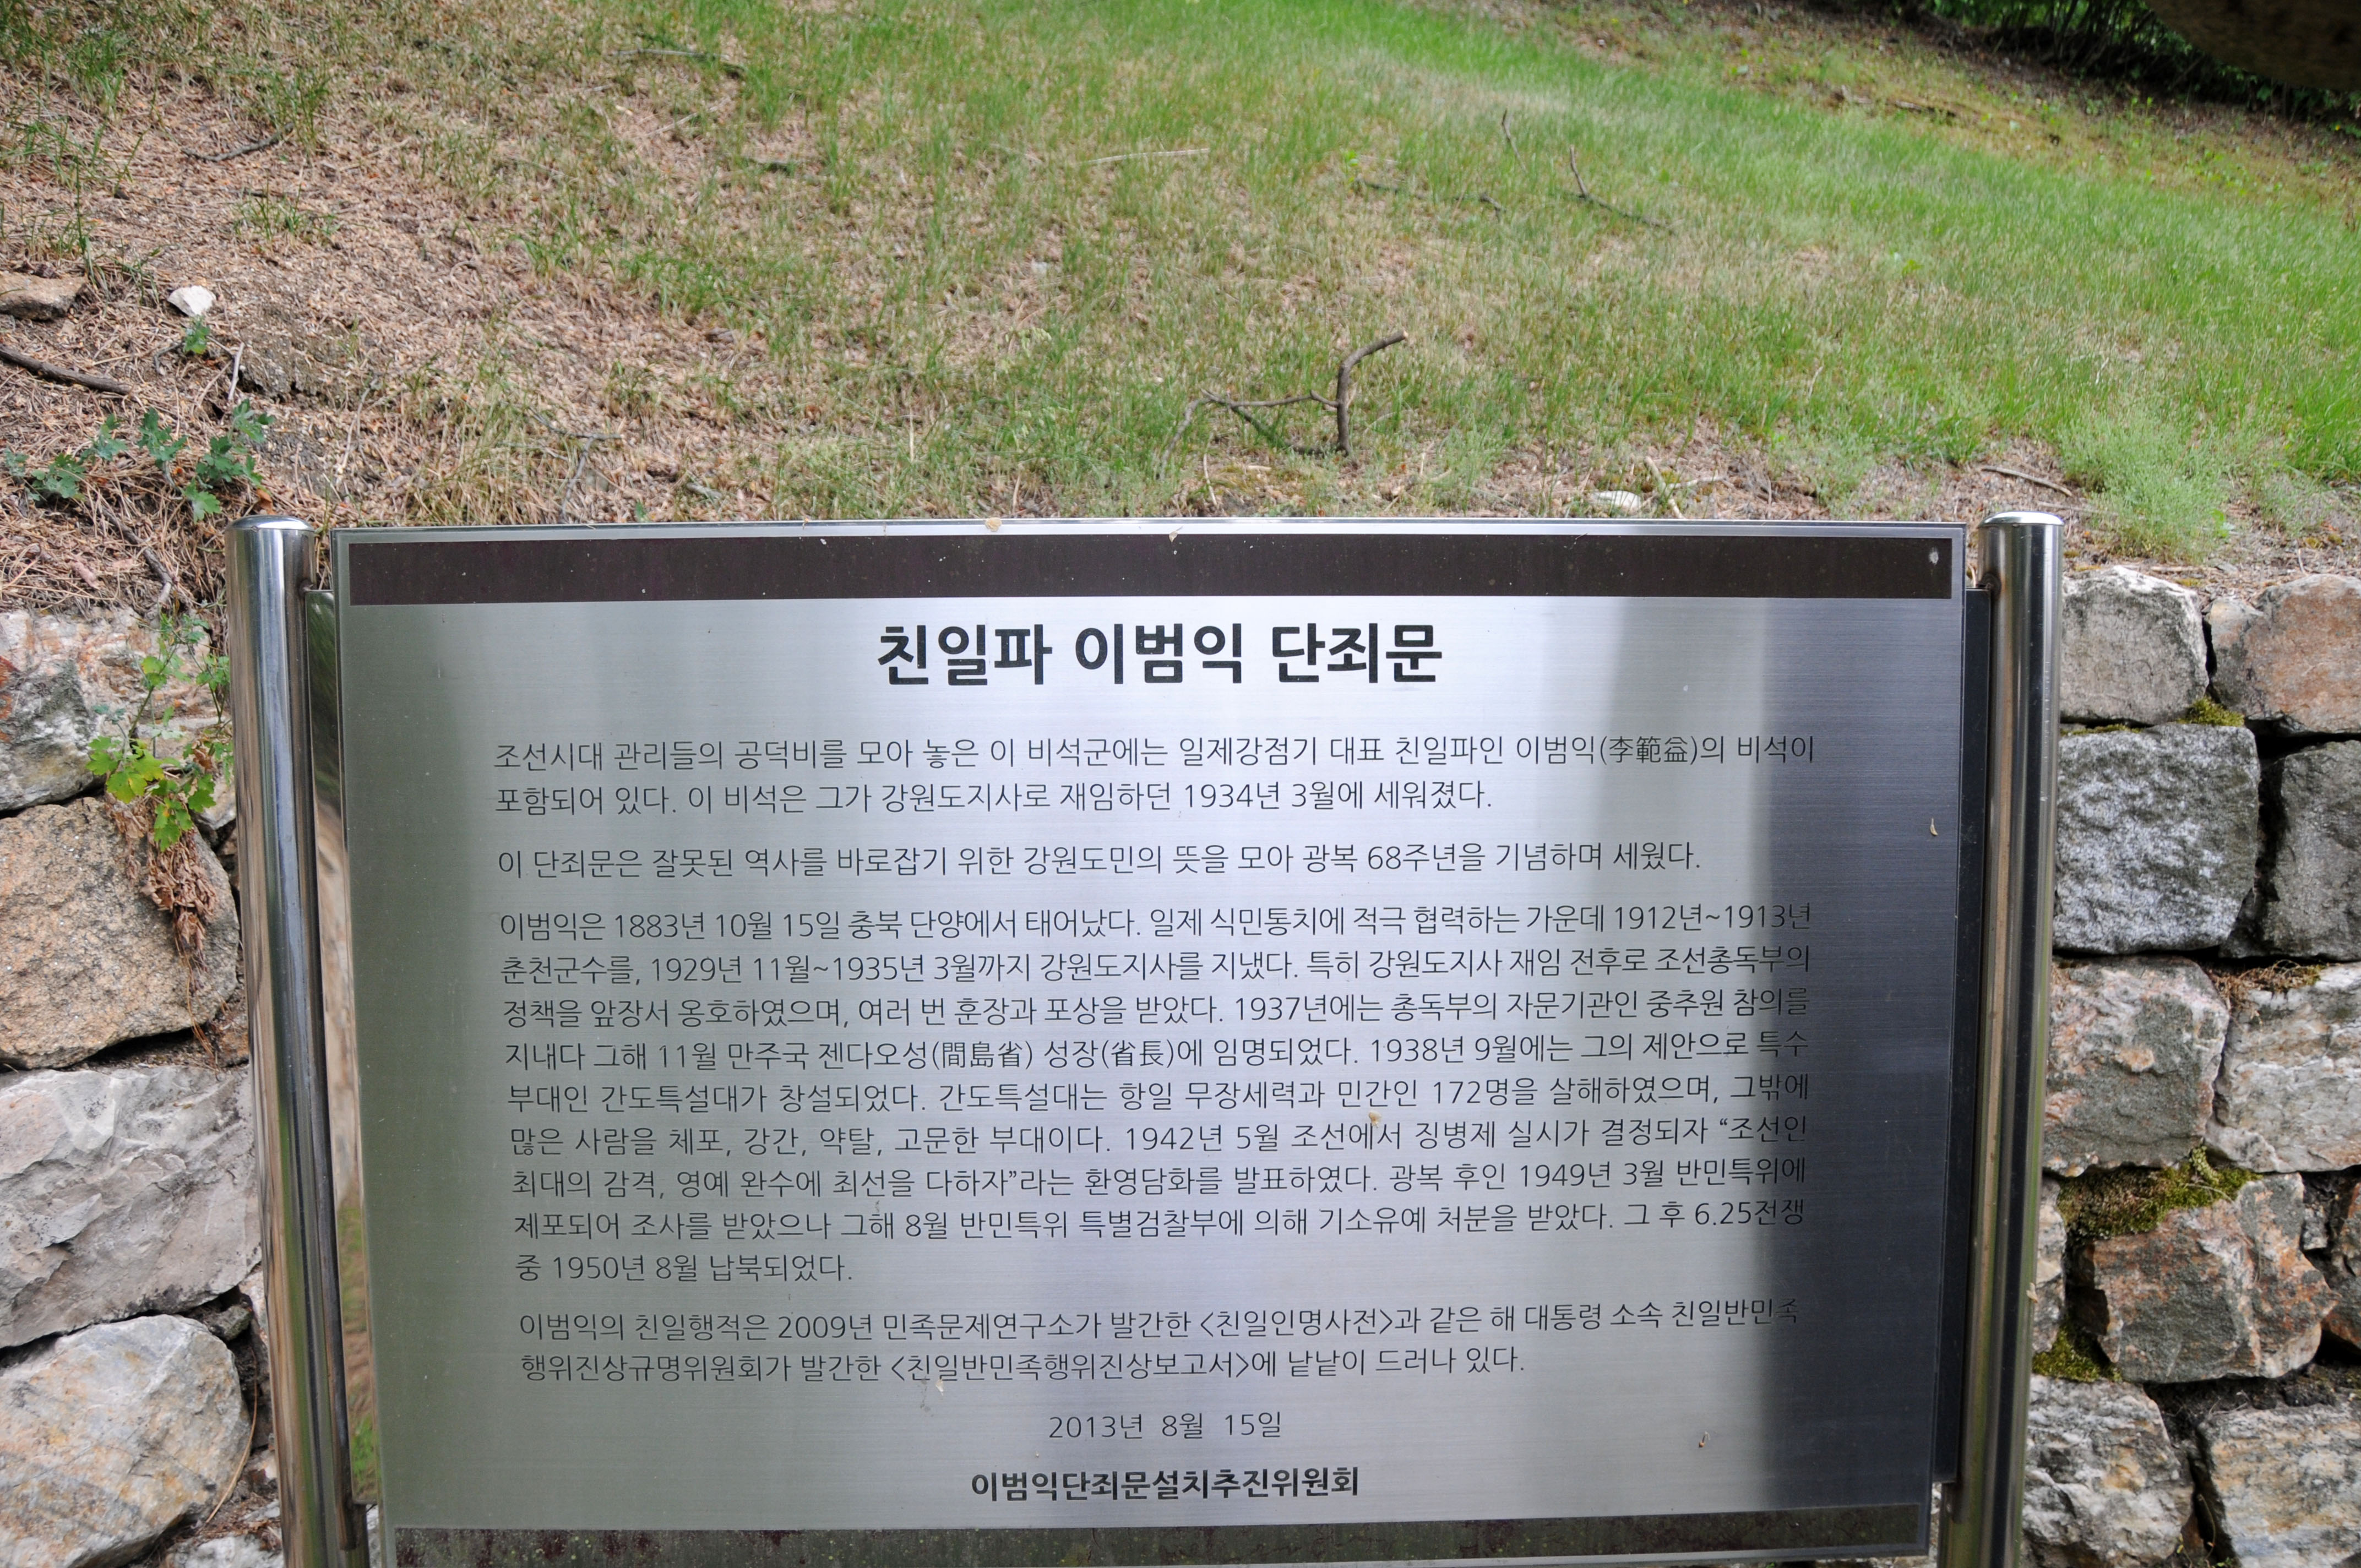 친일파 이범익 단죄문
조선시대 관리들의 공덕비를 모아 놓은 이 비석군에는 일제강점기 대표 친일파인 이범익(李範益)의 비석이
포함되어 있다. 이 비석은 그가 강원도지사로 재임하던 1934년 3월에 세워졌다.
이 단죄문은 잘못된 역사를 바로잡기 위한 강원도민의 뜻을 모아 광복 68주년을 기념하며 세웠다.
이범익은 1883년 10월 15일 충북 단양에서 태어났다. 일제 식민통치에 적극 협력하는 가운데 1912년~1913년
춘천군수를, 1929년 11월~1935년 3월까지 강원도지사를 지냈다. 특히 강원도지사 재임 전후로 조선총독부의
정책을 앞장서 옹호하였으며, 여러 번 훈장과 포상을 받았다. 1937년에는 총독부의 자문기관인 중추원 참의를
지내다 그해 11월 만주국 젠다오성(間島省) 성장(省長)에 임명되었다. 1938년 9월에는 그의 제안으로 특수
부대인 간도특설대가 창설되었다. 간도특설대는 항일 무장세력과 민간인 172명을 살해하였으며, 그밖에
많은 사람을 체포, 강간, 약탈, 고문한 부대이다. 1942년 5월 조선에서 징병제 실시가 결정되자 “조선인
최대의 감격, 영예 완수에 최선을 다하자”라는 환영담화를 발표하였다. 광복 후인 1949년 3월 반민특위에
체포되어 조사를 받았으나 그해 8월 반민특위 특별검찰부에 의해 기소유예 처분을 받았다. 그 후 6.25전쟁
중 1950년 8월 납북되었다.
이범익의 친일행적은 2009년 민족문제연구소가 발간한 <친일인명사전>과 같은 해 대통령 소속 친일반민족
행위진상규명위원회가 발간한 <친일반민족행위진상보고서>에 낱낱이 드러나 있다.
2013년 8월 15일
이범익단죄문설치추진위원회